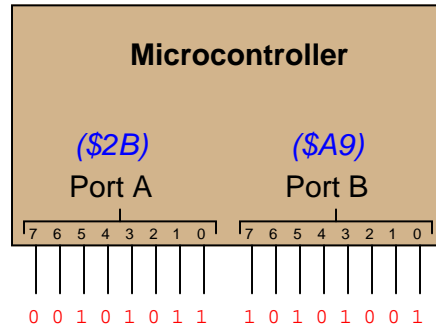 Microcontroller
($2B) ($A9)
Port A Port B
7 6 5 4 3 2 1 0 7 6 5 4 3 2 1 0
0 0 1 0 1 0 1 1 1 0 1 0 1 0 0 1